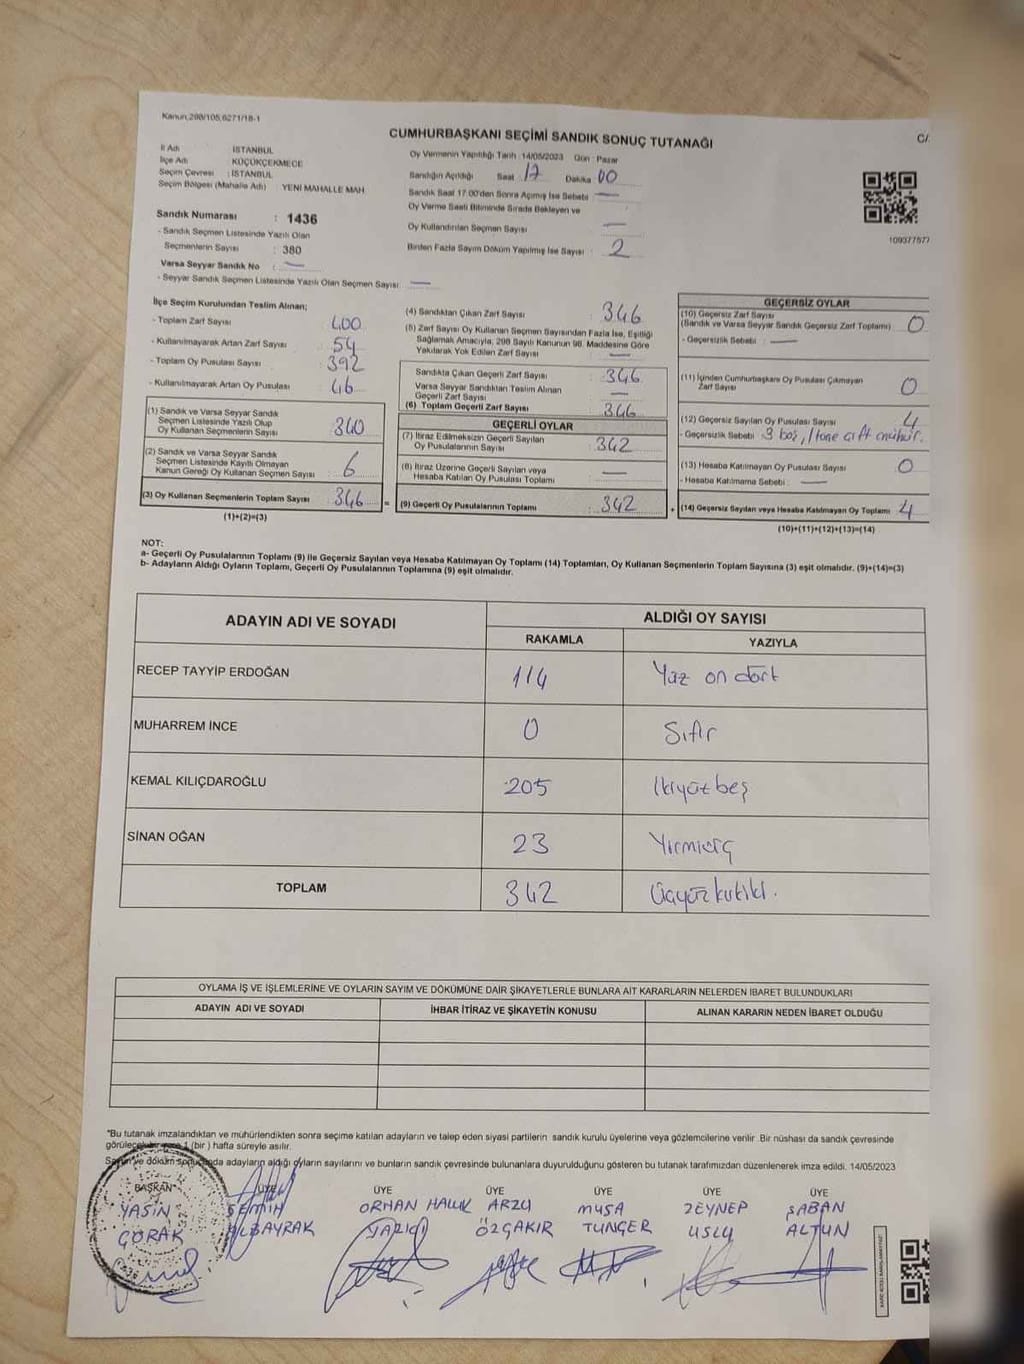 Kanun,298/105,6271/18-1
CUMHURBAŞKANI SEÇİMİ SANDIK SONUÇ TUTANAĞI
C/
İl Adı : İSTANBUL
İlçe Adı : KÜÇÜKÇEKMECE
Seçim Çevresi : İSTANBUL
Seçim Bölgesi (Mahalle Adı) : YENİ MAHALLE MAH.
Sandık Numarası : 1436
- Sandık Seçmen Listesinde Yazılı Olan
Seçmenlerin Sayısı : 380
Varsa Seyyar Sandık No : —
- Seyyar Sandık Seçmen Listesinde Yazılı Olan Seçmen Sayısı: —
Oy Vermenin Yapıldığı Tarih 14/05/2023 Gün : Pazar
Sandığın Açıldığı Saat : 17 Dakika 00
Sandık Saat 17.00'den Sonra Açımış İse Sebebi : —
Oy Verme Saati Bitiminde Sırada Bekleyen ve
Oy Kullandırılan Seçmen Sayısı : —
Birden Fazla Sayım Döküm Yapılmış İse Sayısı : 2
109377577
İlçe Seçim Kurulundan Teslim Alınan;
- Toplam Zarf Sayısı : 400
- Kullanılmayarak Artan Zarf Sayısı : 54
- Toplam Oy Pusulası Sayısı : 392
- Kullanılmayarak Artan Oy Pusulası : 46
(1) Sandık ve Varsa Seyyar Sandık
Seçmen Listesinde Yazılı Olup
Oy Kullanan Seçmenlerin Sayısı : 340
(2) Sandık ve Varsa Seyyar Sandık
Seçmen Listesinde Kayıtlı Olmayan
Kanun Gereği Oy Kullanan Seçmen Sayısı : 6
(3) Oy Kullanan Seçmenlerin Toplam Sayısı : 346
(1)+(2)=(3)
(4) Sandıktan Çıkan Zarf Sayısı : 346
(5) Zarf Sayısı Oy Kullanan Seçmen Sayısından Fazla İse, Eşitliği
Sağlamak Amacıyla, 298 Sayılı Kanunun 98. Maddesine Göre
Yakılarak Yok Edilen Zarf Sayısı : —
Sandıkta Çıkan Geçerli Zarf Sayısı : 346
Varsa Seyyar Sandıktan Teslim Alınan
Geçerli Zarf Sayısı : —
(6) Toplam Geçerli Zarf Sayısı : 346
GEÇERLİ OYLAR
(7) İtiraz Edilmeksizin Geçerli Sayılan
Oy Pusulalarının Sayısı : 342
(8) İtiraz Üzerine Geçerli Sayılan veya
Hesaba Katılan Oy Pusulası Toplamı : —
= (9) Geçerli Oy Pusulalarının Toplamı : 342
GEÇERSİZ OYLAR
(10) Geçersiz Zarf Sayısı
(Sandık ve Varsa Seyyar Sandık Geçersiz Zarf Toplamı) : 0
- Geçersizlik Sebebi : —
(11) İçinden Cumhurbaşkanı Oy Pusulası Çıkmayan
Zarf Sayısı : 0
(12) Geçersiz Sayılan Oy Pusulası Sayısı : 4
- Geçersizlik Sebebi : 3 boş, 1 tane çift mühür.
(13) Hesaba Katılmayan Oy Pusulası Sayısı : 0
- Hesaba Katılmama Sebebi : —
+ (14) Geçersiz Sayılan veya Hesaba Katılmayan Oy Toplamı : 4
(10)+(11)+(12)+(13)=(14)
NOT:
a- Geçerli Oy Pusulalarının Toplamı (9) ile Geçersiz Sayılan veya Hesaba Katılmayan Oy Toplamı (14) Toplamları, Oy Kullanan Seçmenlerin Toplam Sayısına (3) eşit olmalıdır. (9)+(14)=(3)
b- Adayların Aldığı Oyların Toplamı, Geçerli Oy Pusulalarının Toplamına (9) eşit olmalıdır.
ADAYIN ADI VE SOYADI ALDIĞI OY SAYISI
RAKAMLA YAZIYLA
RECEP TAYYİP ERDOĞAN 114 Yüz on dört
MUHARREM İNCE 0 Sıfır
KEMAL KILIÇDAROĞLU 205 İkiyüz beş
SİNAN OĞAN 23 Yirmiüç
TOPLAM 342 Üçyüzkırkiki.
OYLAMA İŞ VE İŞLEMLERİNE VE OYLARIN SAYIM VE DÖKÜMÜNE DAİR ŞİKAYETLERLE BUNLARA AİT KARARLARIN NELERDEN İBARET BULUNDUKLARI
ADAYIN ADI VE SOYADI İHBAR İTİRAZ VE ŞİKAYETİN KONUSU ALINAN KARARIN NEDEN İBARET OLDUĞU
*Bu tutanak imzalandıktan ve mühürlendikten sonra seçime katılan adayların ve talep eden siyasi partilerin sandık kurulu üyelerine veya gözlemcilerine verilir. Bir nüshası da sandık çevresinde
görülecek bir yere 1 (bir ) hafta süreyle asılır.
Sayım ve döküm sonucunda adayların aldığı oyların sayılarını ve bunların sandık çevresinde bulunanlara duyurulduğunu gösteren bu tutanak tarafımızdan düzenlenerek imza edildi. 14/05/2023
BAŞKAN ÜYE ÜYE ÜYE ÜYE ÜYE ÜYE
YASİN SEMİH ORHAN HALUK ARZU MUSA ZEYNEP ŞABAN
ÇORAK ALBAYRAK YAZICI ÖZÇAKIR TUNÇER USLU ALTUN